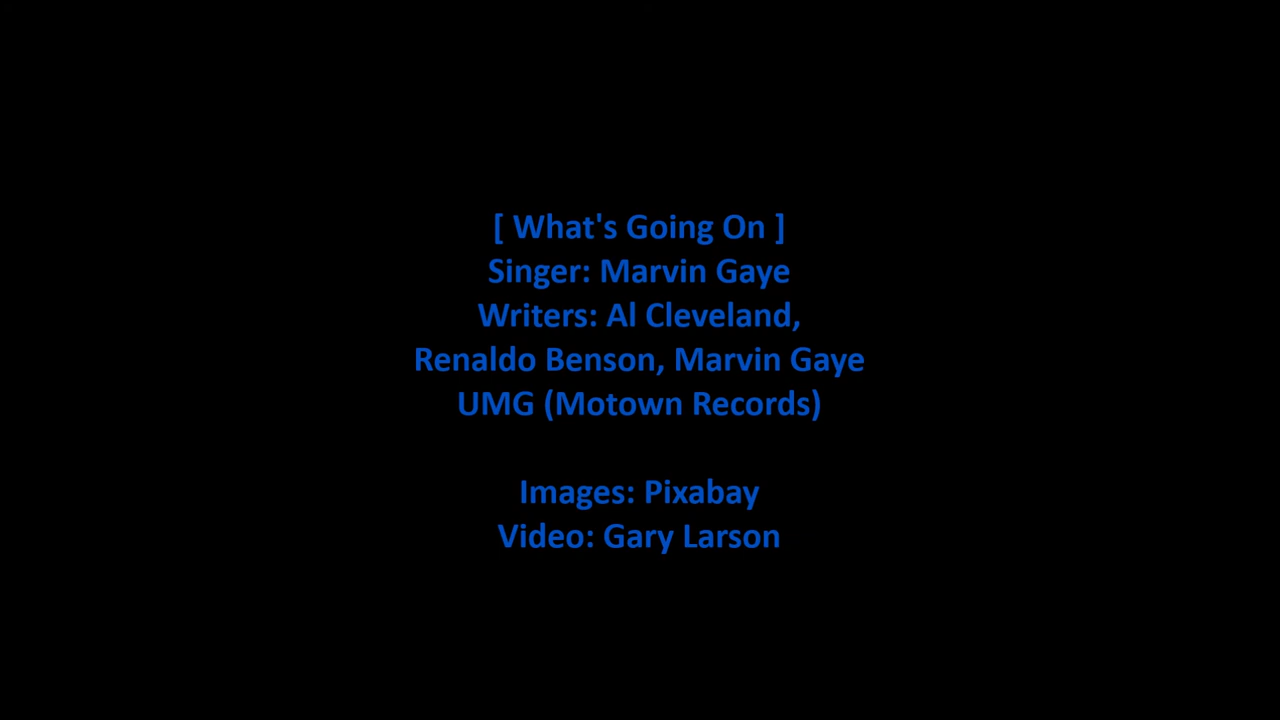 [ What's Going On ]
Singer: Marvin Gaye
Writers: Al Cleveland,
Renaldo Benson, Marvin Gaye
UMG (Motown Records)
Images: Pixabay
Video: Gary Larson